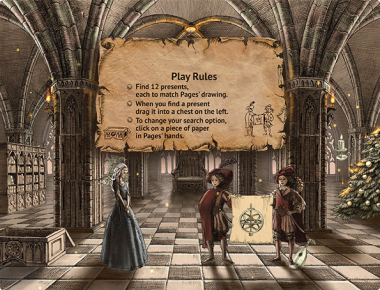 Play Rules
Find 12 presents,
each to match Pages' drawing.
When you find a present
drag it into a chest on the left.
To change your search option,
click on a piece of paper
in Pages' hands.